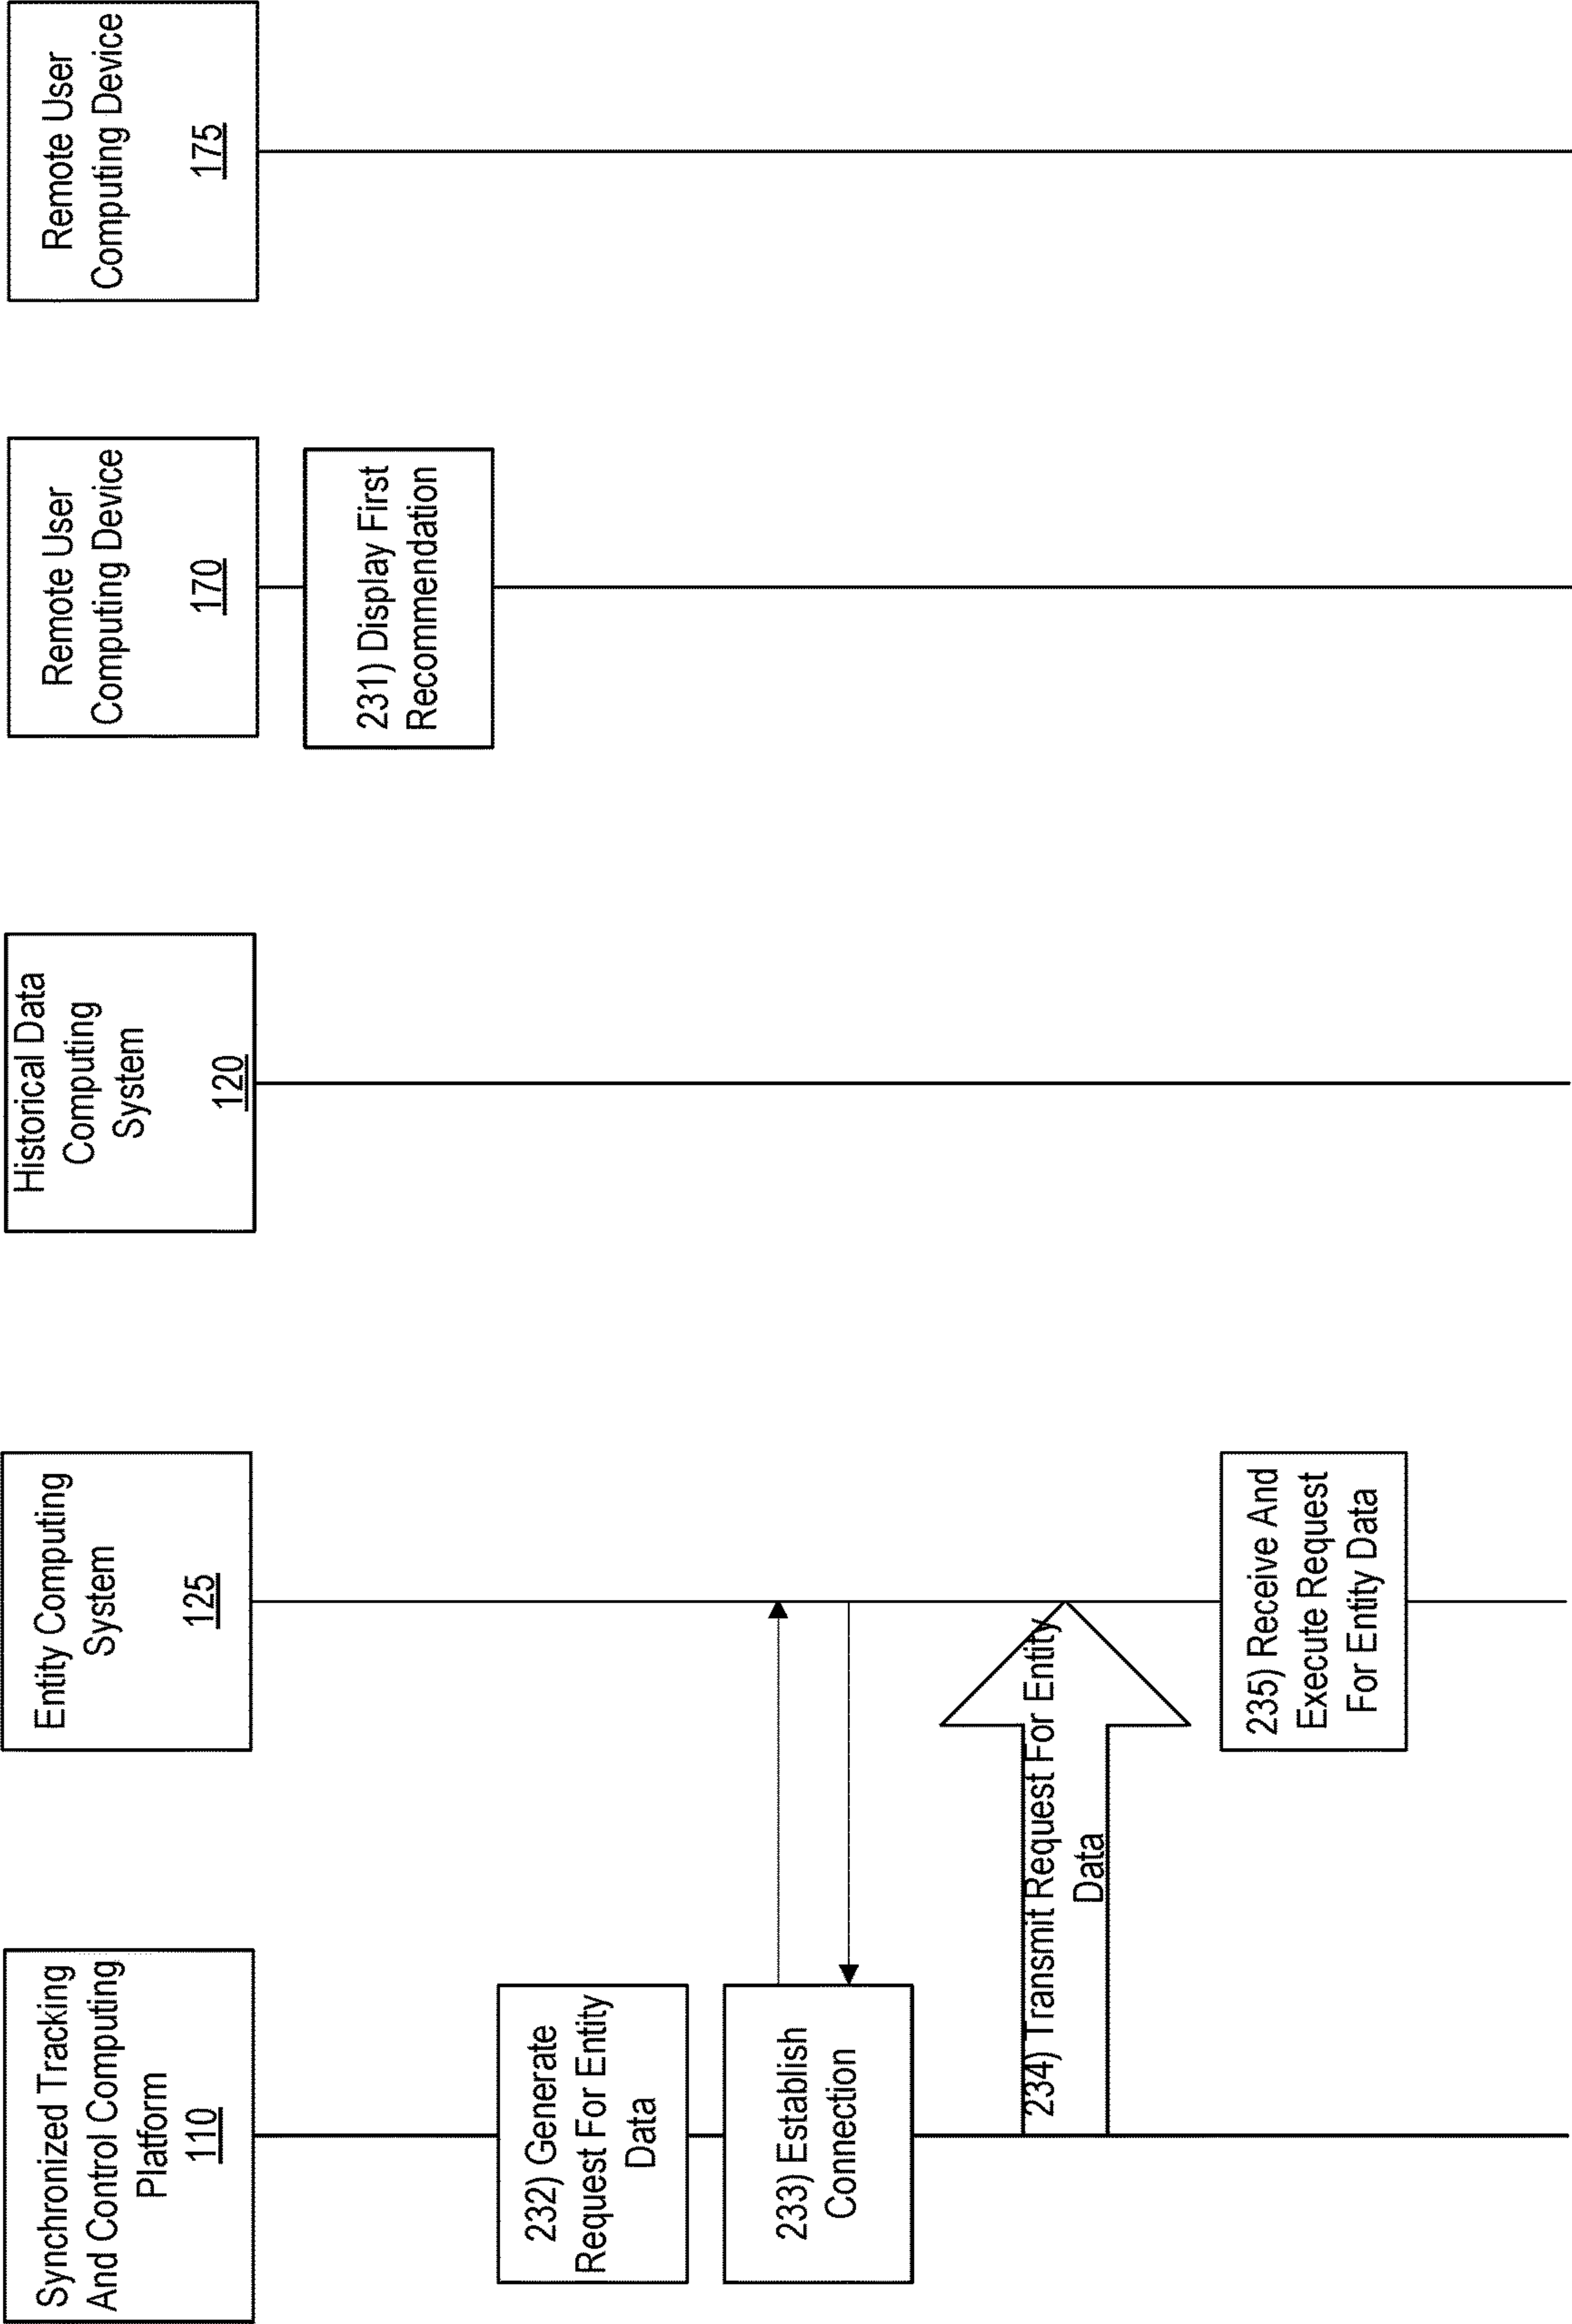 Synchronized Tracking
And Control Computing
Platform
110
Entity Computing
System
125
Historical Data
Computing
System
120
Remote User
Computing Device
170
Remote User
Computing Device
175
231) Display First
Recommendation
232) Generate
Request For Entity
Data
233) Establish
Connection
234) Transmit Request For Entity
Data
235) Receive And
Execute Request
For Entity Data